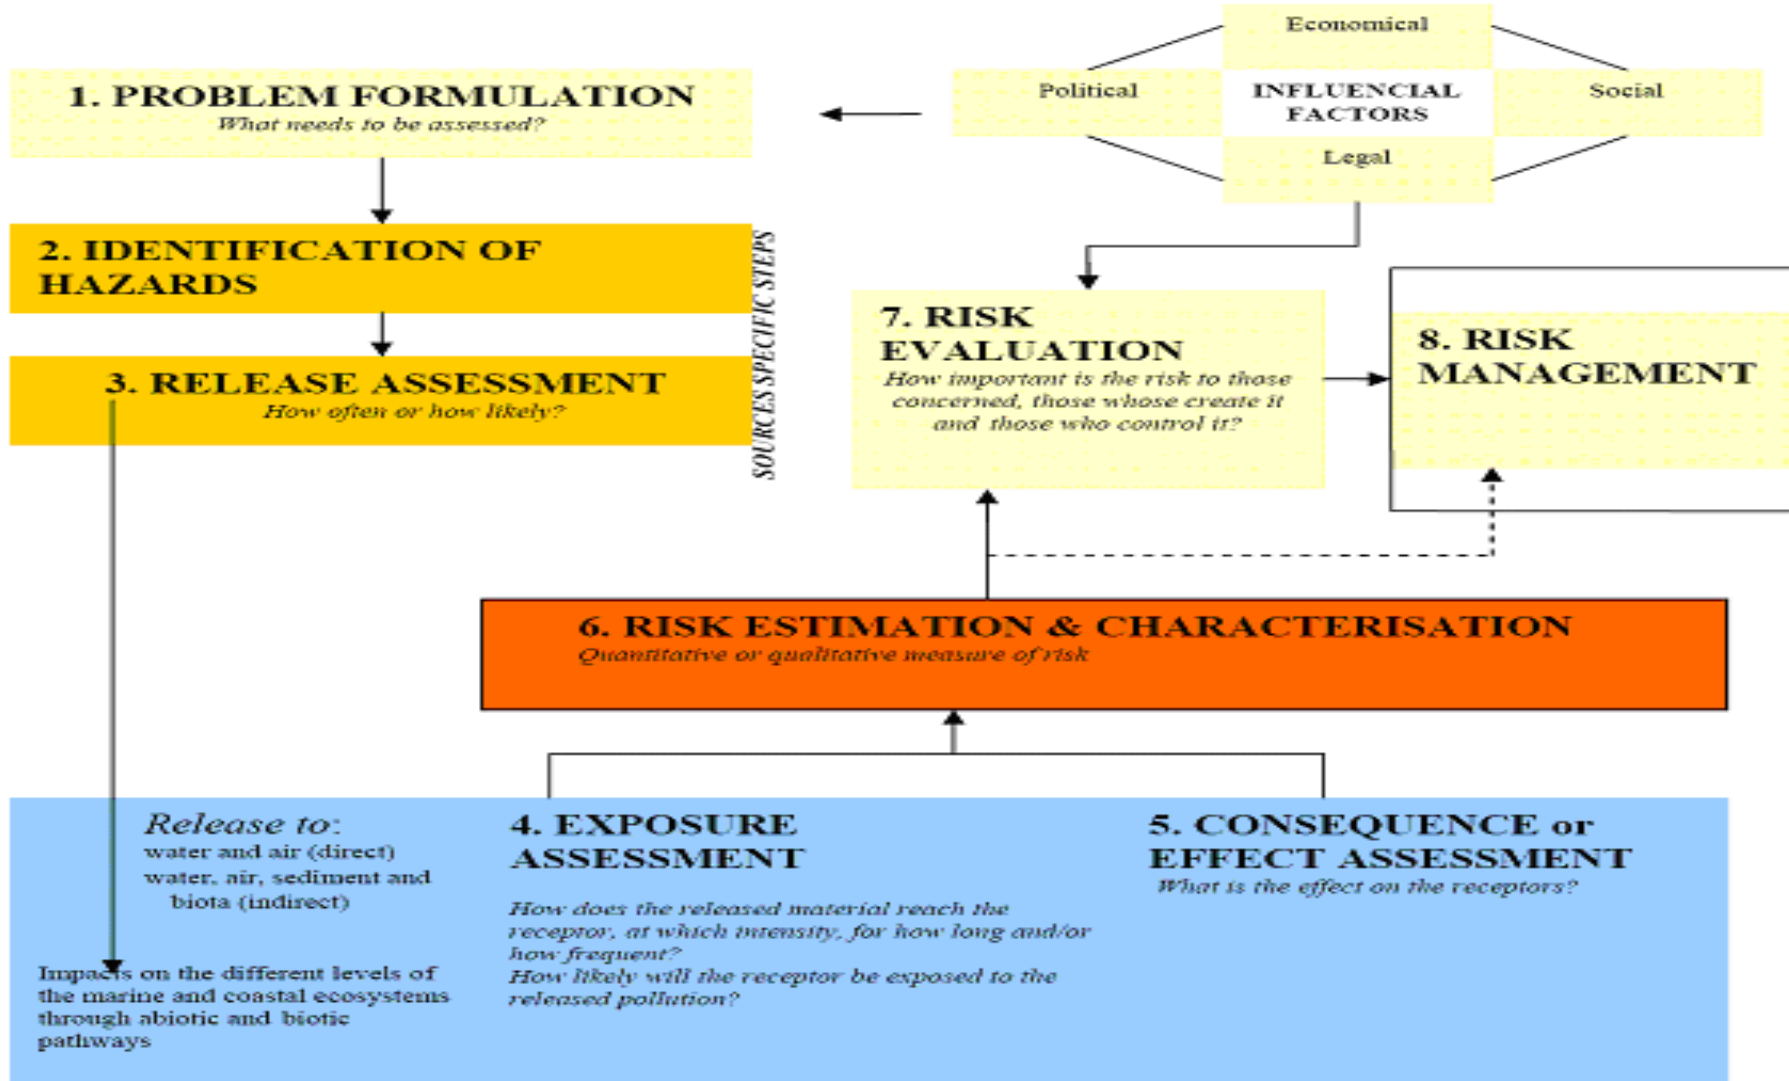 1. PROBLEM FORMULATION
What needs to be assessed?
2. IDENTIFICATION OF
HAZARDS
3. RELEASE ASSESSMENT
How often or how likely?
SOURCES SPECIFIC STEPS
Economical
Political
INFLUENCIAL
FACTORS
Social
Legal
7. RISK
EVALUATION
How important is the risk to those
concerned, those whose create it
and those who control it?
8. RISK
MANAGEMENT
6. RISK ESTIMATION & CHARACTERISATION
Quantitative or qualitative measure of risk
Release to:
water and air (direct)
water, air, sediment and
biota (indirect)
Impacts on the different levels of
the marine and coastal ecosystems
through abiotic and biotic
pathways
4. EXPOSURE
ASSESSMENT
How does the released material reach the
receptor, at which intensity, for how long and/or
how frequent?
How likely will the receptor be exposed to the
released pollution?
5. CONSEQUENCE or
EFFECT ASSESSMENT
What is the effect on the receptors?